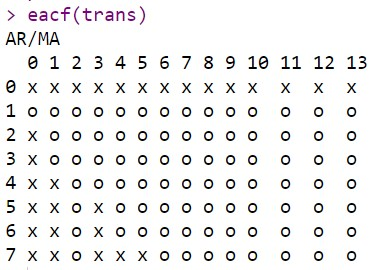 > eacf(trans)
AR/MA
  0 1 2 3 4 5 6 7 8 9 10 11 12 13
0 x x x x x x x x x x x  x  x  x
1 o o o o o o o o o o o  o  o  o
2 x o o o o o o o o o o  o  o  o
3 x o o o o o o o o o o  o  o  o
4 x x o o o o o o o o o  o  o  o
5 x x o x o o o o o o o  o  o  o
6 x x o x o o o o o o o  o  o  o
7 x x o x x x o o o o o  o  o  o